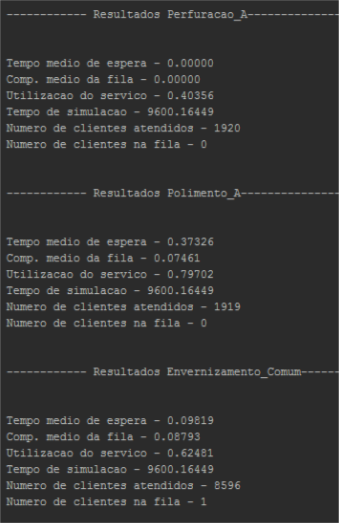 ------------ Resultados Perfuracao_A--------------
Tempo medio de espera - 0.00000
Comp. medio da fila - 0.00000
Utilizacao do servico - 0.40356
Tempo de simulacao - 9600.16449
Numero de clientes atendidos - 1920
Numero de clientes na fila - 0
------------ Resultados Polimento_A---------------
Tempo medio de espera - 0.37326
Comp. medio da fila - 0.07461
Utilizacao do servico - 0.79702
Tempo de simulacao - 9600.16449
Numero de clientes atendidos - 1919
Numero de clientes na fila - 0
------------ Resultados Envernizamento_Comum------
Tempo medio de espera - 0.09819
Comp. medio da fila - 0.08793
Utilizacao do servico - 0.62481
Tempo de simulacao - 9600.16449
Numero de clientes atendidos - 8596
Numero de clientes na fila - 1